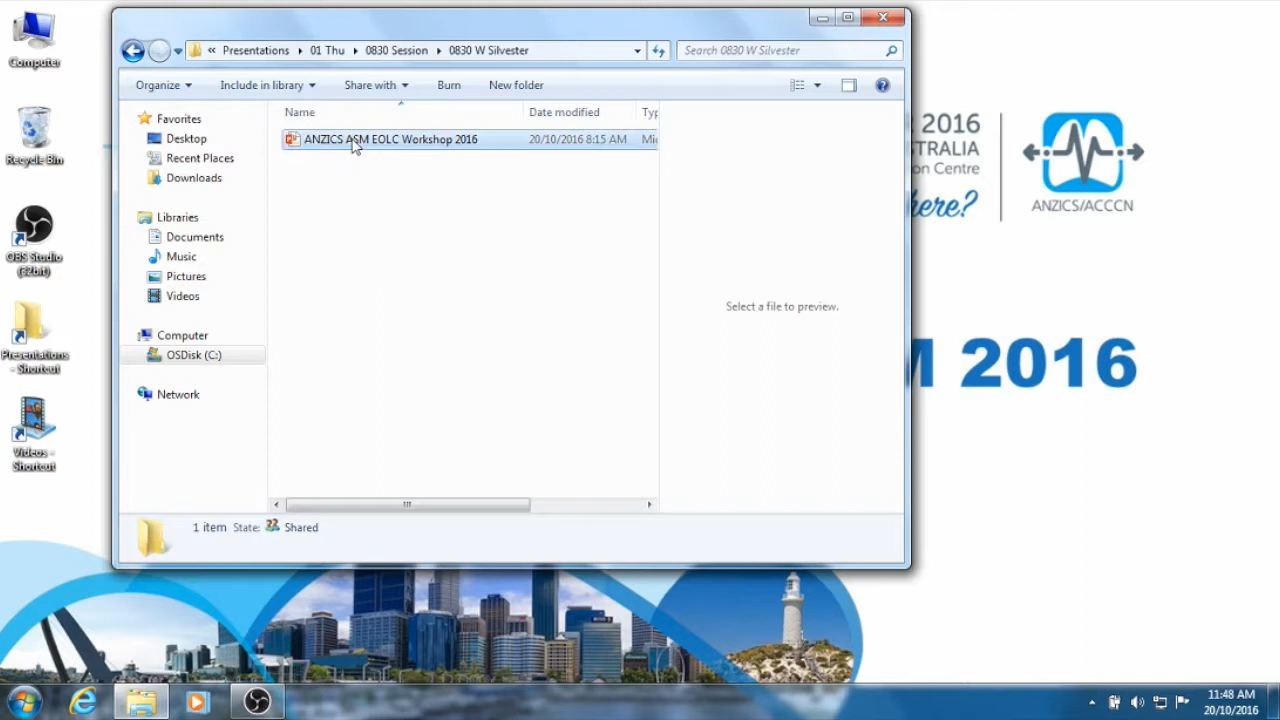 Computer
Recycle Bin
OBS Studio
(32bit)
Presentations
- Shortcut
Videos -
Shortcut
« Presentations 01 Thu 0830 Session 0830 W Silvester
Search 0830 W Silvester
Organize Include in library Share with Burn New folder
Favorites
Desktop
Recent Places
Downloads
Libraries
Documents
Music
Pictures
Videos
Computer
OSDisk (C:)
Network
Name Date modified Typ
ANZICS ASM EOLC Workshop 2016 20/10/2016 8:15 AM Mic
Select a file to preview.
1 item State: Shared
2016
STRALIA
on Centre
here?
ANZICS/ACCCN
M 2016
11:48 AM
20/10/2016